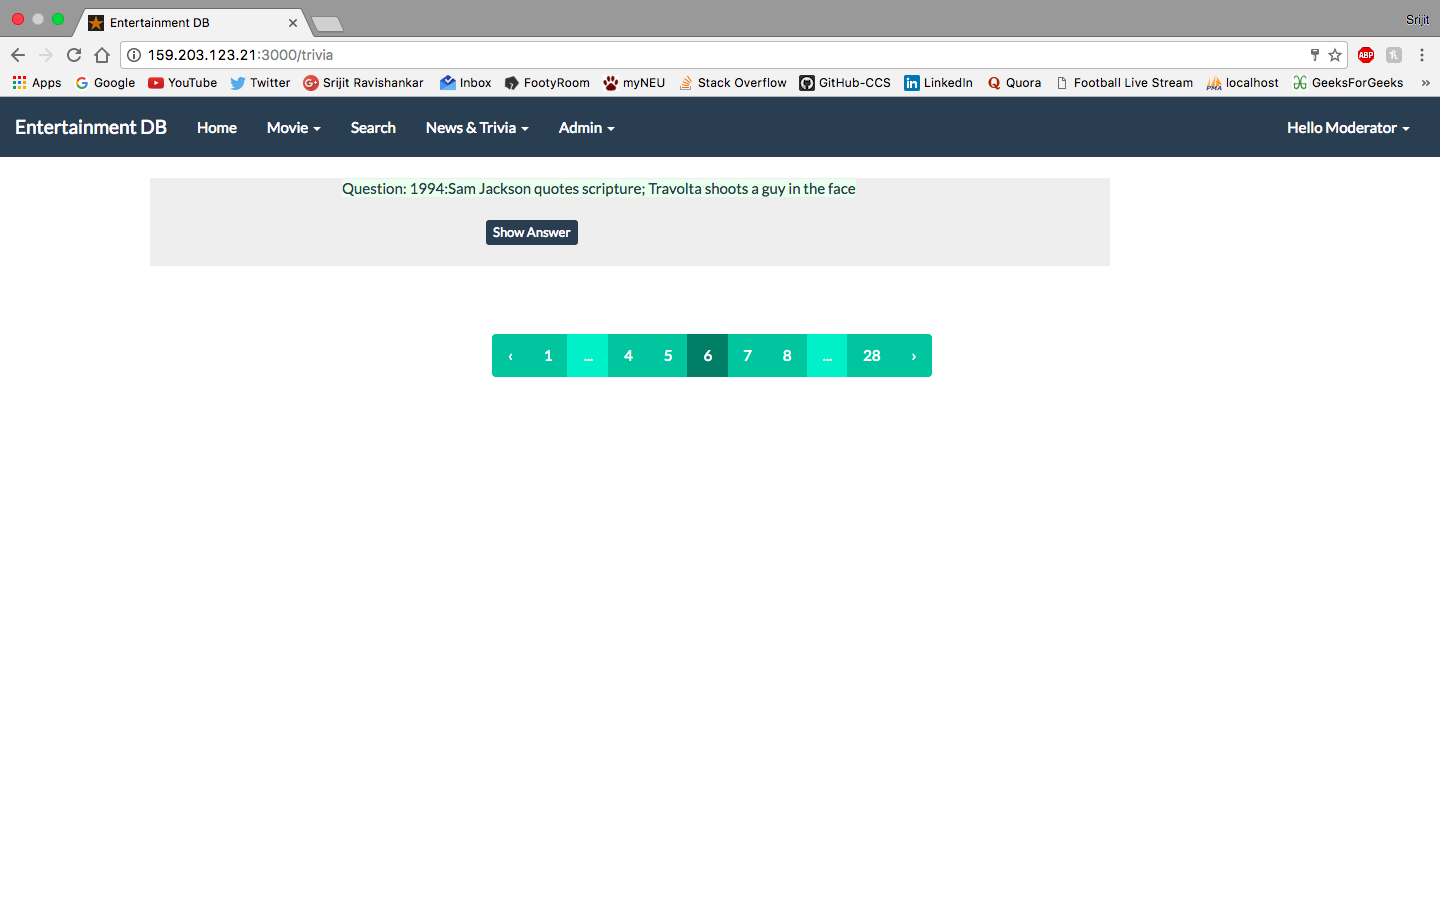 Entertainment DB
Srijit
159.203.123.21:3000/trivia
ABP
Apps Google YouTube Twitter Srijit Ravishankar Inbox FootyRoom myNEU Stack Overflow GitHub-CCS LinkedIn Quora Football Live Stream localhost GeeksForGeeks »
Entertainment DB Home Movie Search News & Trivia Admin Hello Moderator
Question: 1994:Sam Jackson quotes scripture; Travolta shoots a guy in the face
Show Answer
‹ 1 ... 4 5 6 7 8 ... 28 ›